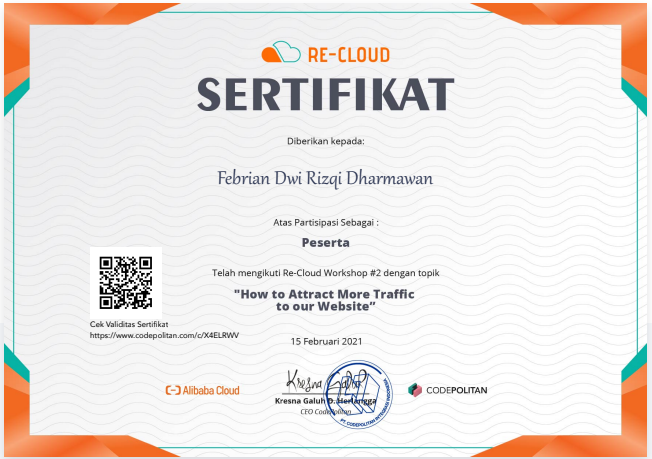 RE-CLOUD
SERTIFIKAT
Diberikan kepada:
Febrian Dwi Rizqi Dharmawan
Atas Partisipasi Sebagai :
Peserta
Telah mengikuti Re-Cloud Workshop #2 dengan topik
"How to Attract More Traffic
to our Website”
15 Februari 2021
Cek Validitas Sertifikat
https://www.codepolitan.com/c/X4ELRWV
Alibaba Cloud
Kresna Galuh D. Herlangga
CEO CodePolitan
CODEPOLITAN